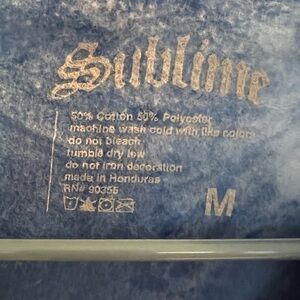 Sublime
50% Cotton 50% Polyester
machine wash cold with like colors
do not bleach
tumble dry low
do not iron decoration
made in Honduras
RN# 90355
M